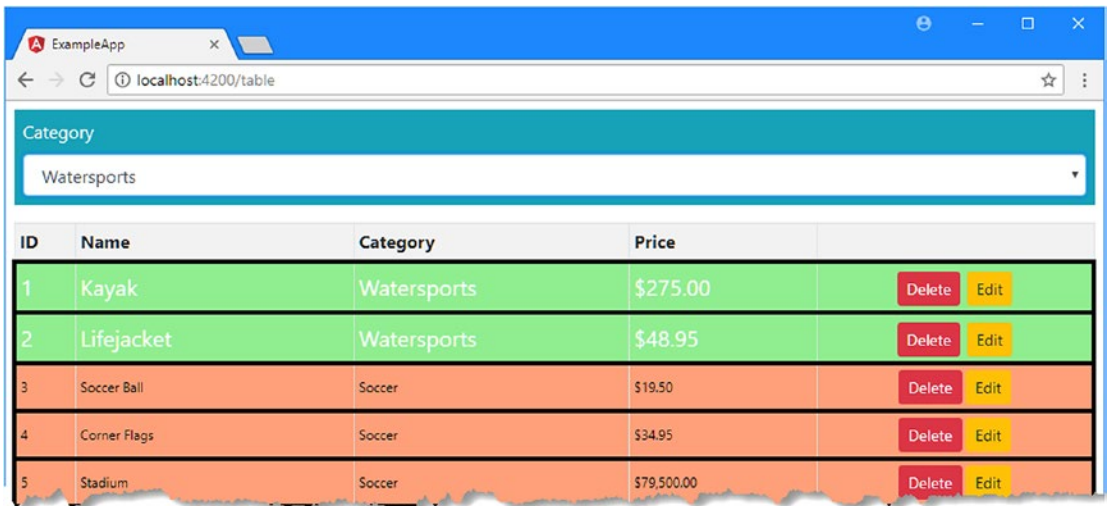 ExampleApp
localhost:4200/table
Category
Watersports
ID Name Category Price
1 Kayak Watersports $275.00 Delete Edit
2 Lifejacket Watersports $48.95 Delete Edit
3 Soccer Ball Soccer $19.50 Delete Edit
4 Corner Flags Soccer $34.95 Delete Edit
5 Stadium Soccer $79,500.00 Delete Edit